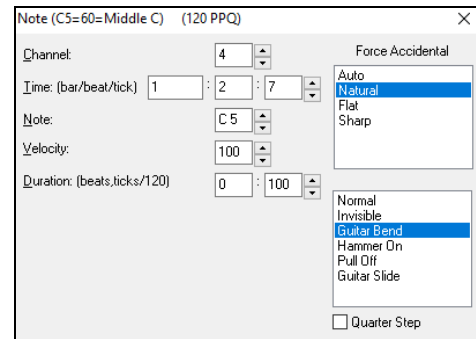 Note (C5=60=Middle C) (120 PPQ)
Channel: 4
Time: (bar/beat/tick) 1 : 2 : 7
Note: C 5
Velocity: 100
Duration: (beats,ticks/120) 0 : 100
Force Accidental
Auto
Natural
Flat
Sharp
Normal
Invisible
Guitar Bend
Hammer On
Pull Off
Guitar Slide
Quarter Step